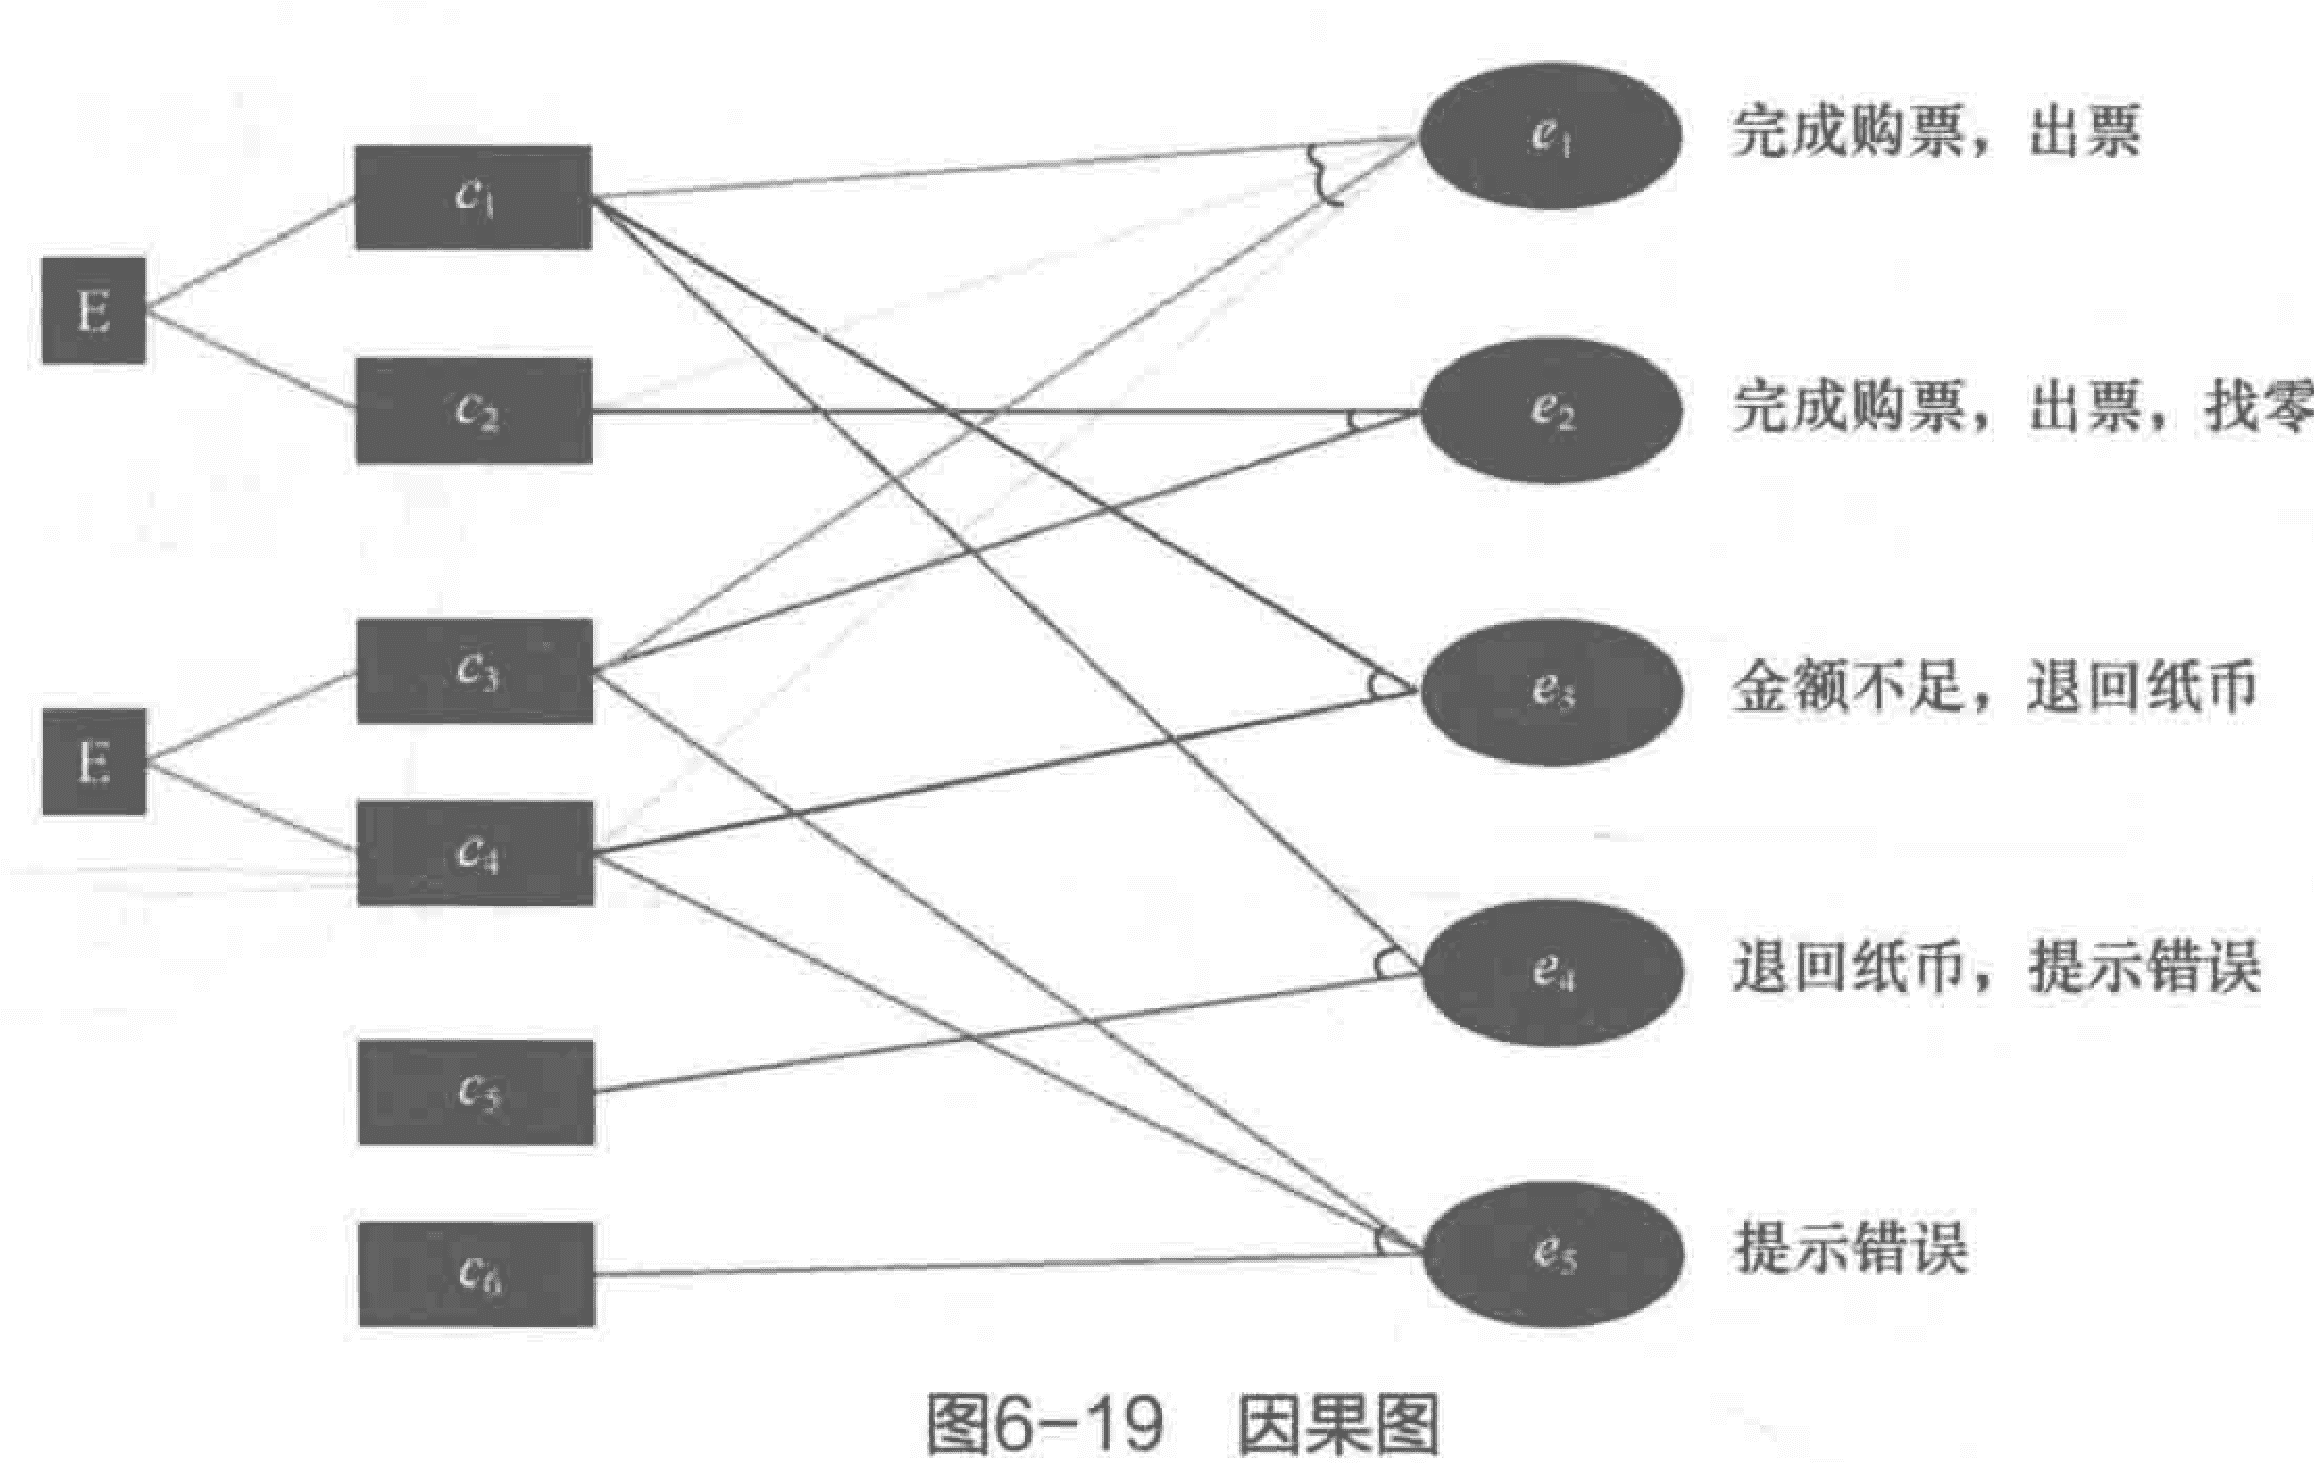 E
E
c1
c2
c3
c4
c5
c6
e1
e2
e3
e4
e5
完成购票，出票
完成购票，出票，找零
金额不足，退回纸币
退回纸币，提示错误
提示错误
图6-19 因果图